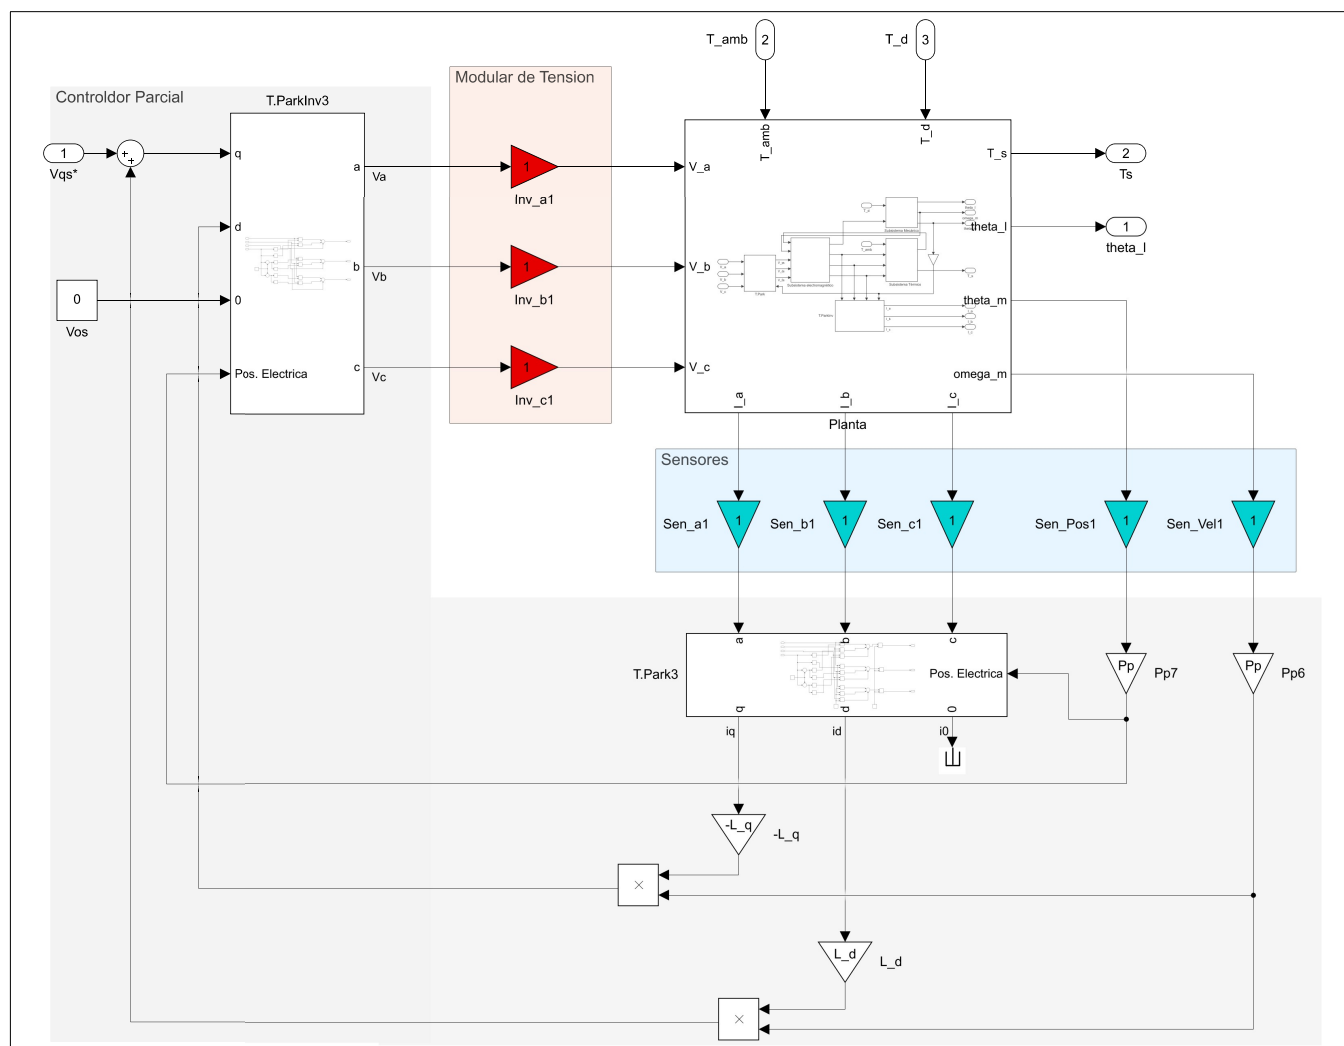 T_amb
2
T_d
3
Modular de Tension
Controldor Parcial
T.ParkInv3
1
Vqs*
+
+
q
d
0
Pos. Electrica
a
Va
b
Vb
c
Vc
0
Vos
1
Inv_a1
1
Inv_b1
1
Inv_c1
T_amb
T_d
V_a
V_b
V_c
T_s
theta_l
theta_m
omega_m
I_a
I_b
I_c
Planta
2
Ts
1
theta_l
Sensores
Sen_a1
1
Sen_b1
1
Sen_c1
1
Sen_Pos1
1
Sen_Vel1
1
T.Park3
a
b
c
Pos. Electrica
q
d
0
Pp
Pp7
Pp
Pp6
iq
id
i0
-L_q
-L_q
×
L_d
L_d
×